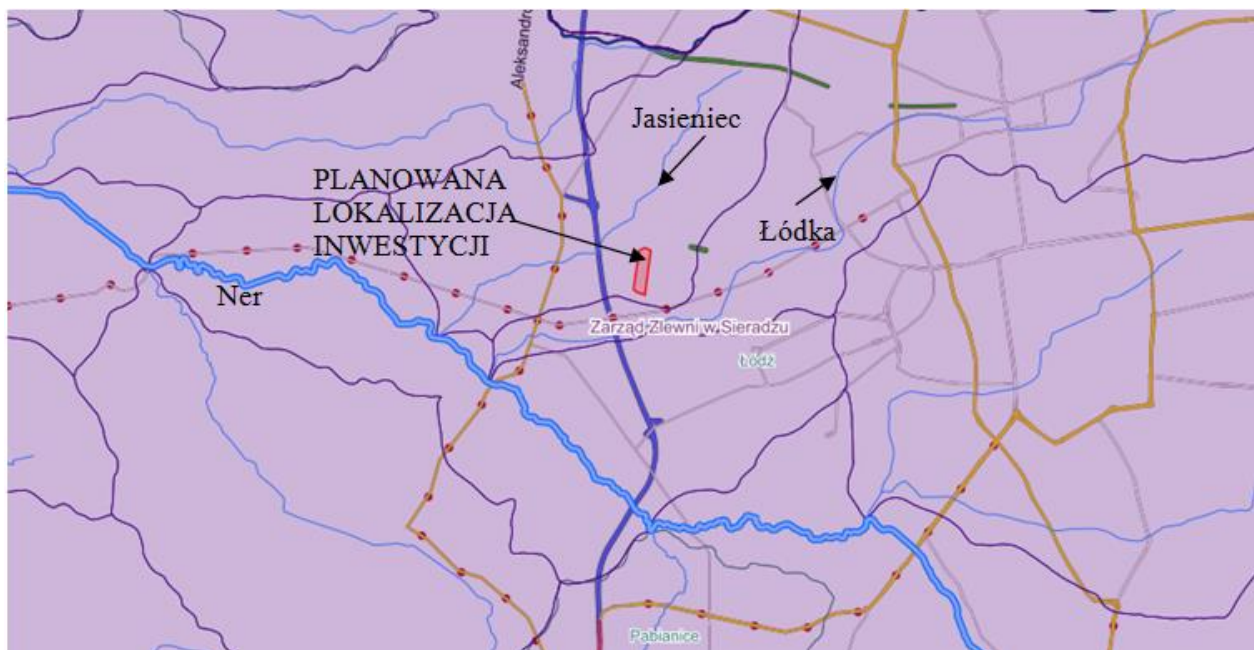 Aleksandro
Jasieniec
PLANOWANA
LOKALIZACJA
INWESTYCJI
Łódka
Ner
Zarząd Zlewni w Sieradzu
Łódź
Pabianice